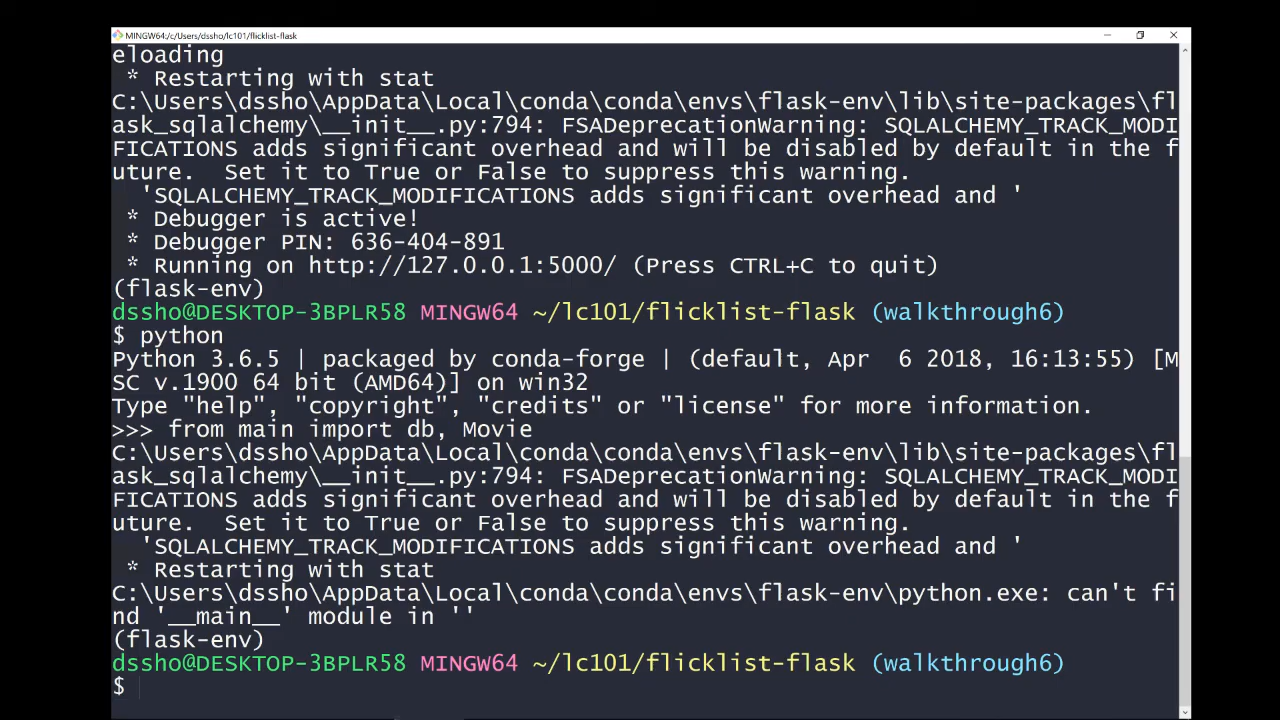 MINGW64:/c/Users/dssho/lc101/flicklist-flask
eloading
 * Restarting with stat
C:\Users\dssho\AppData\Local\conda\conda\envs\flask-env\lib\site-packages\fl
ask_sqlalchemy\__init__.py:794: FSADeprecationWarning: SQLALCHEMY_TRACK_MODI
FICATIONS adds significant overhead and will be disabled by default in the f
uture.  Set it to True or False to suppress this warning.
  'SQLALCHEMY_TRACK_MODIFICATIONS adds significant overhead and '
 * Debugger is active!
 * Debugger PIN: 636-404-891
 * Running on http://127.0.0.1:5000/ (Press CTRL+C to quit)
(flask-env)
dssho@DESKTOP-3BPLR58 MINGW64 ~/lc101/flicklist-flask (walkthrough6)
$ python
Python 3.6.5 | packaged by conda-forge | (default, Apr  6 2018, 16:13:55) [M
SC v.1900 64 bit (AMD64)] on win32
Type "help", "copyright", "credits" or "license" for more information.
>>> from main import db, Movie
C:\Users\dssho\AppData\Local\conda\conda\envs\flask-env\lib\site-packages\fl
ask_sqlalchemy\__init__.py:794: FSADeprecationWarning: SQLALCHEMY_TRACK_MODI
FICATIONS adds significant overhead and will be disabled by default in the f
uture.  Set it to True or False to suppress this warning.
  'SQLALCHEMY_TRACK_MODIFICATIONS adds significant overhead and '
 * Restarting with stat
C:\Users\dssho\AppData\Local\conda\conda\envs\flask-env\python.exe: can't fi
nd '__main__' module in ''
(flask-env)
dssho@DESKTOP-3BPLR58 MINGW64 ~/lc101/flicklist-flask (walkthrough6)
$